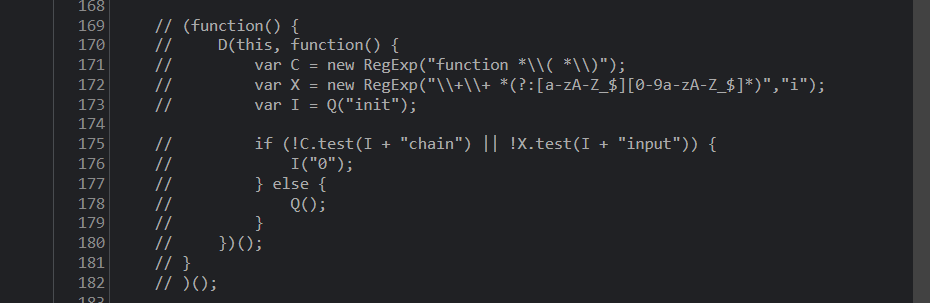 168
169 // (function() {
170 //     D(this, function() {
171 //         var C = new RegExp("function *\\( *\\)");
172 //         var X = new RegExp("\\+\\+ *(?:[a-zA-Z_$][0-9a-zA-Z_$]*)","i");
173 //         var I = Q("init");
174
175 //         if (!C.test(I + "chain") || !X.test(I + "input")) {
176 //             I("0");
177 //         } else {
178 //             Q();
179 //         }
180 //     })();
181 // }
182 // )();
183